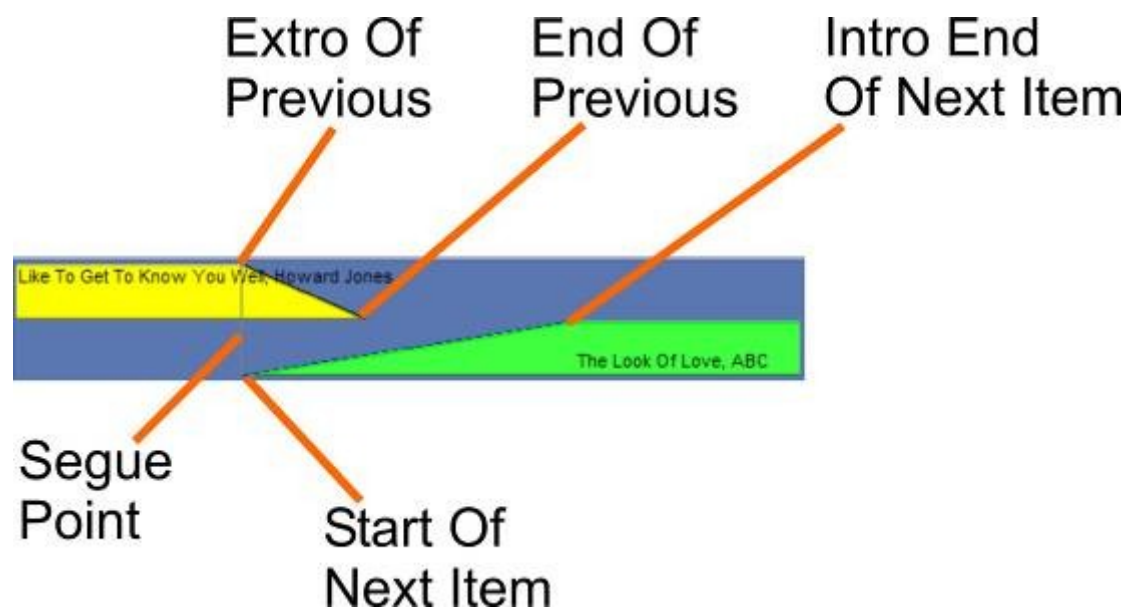 Extro Of
Previous
End Of
Previous
Intro End
Of Next Item
Like To Get To Know You Well, Howard Jones
The Look Of Love, ABC
Segue
Point
Start Of
Next Item